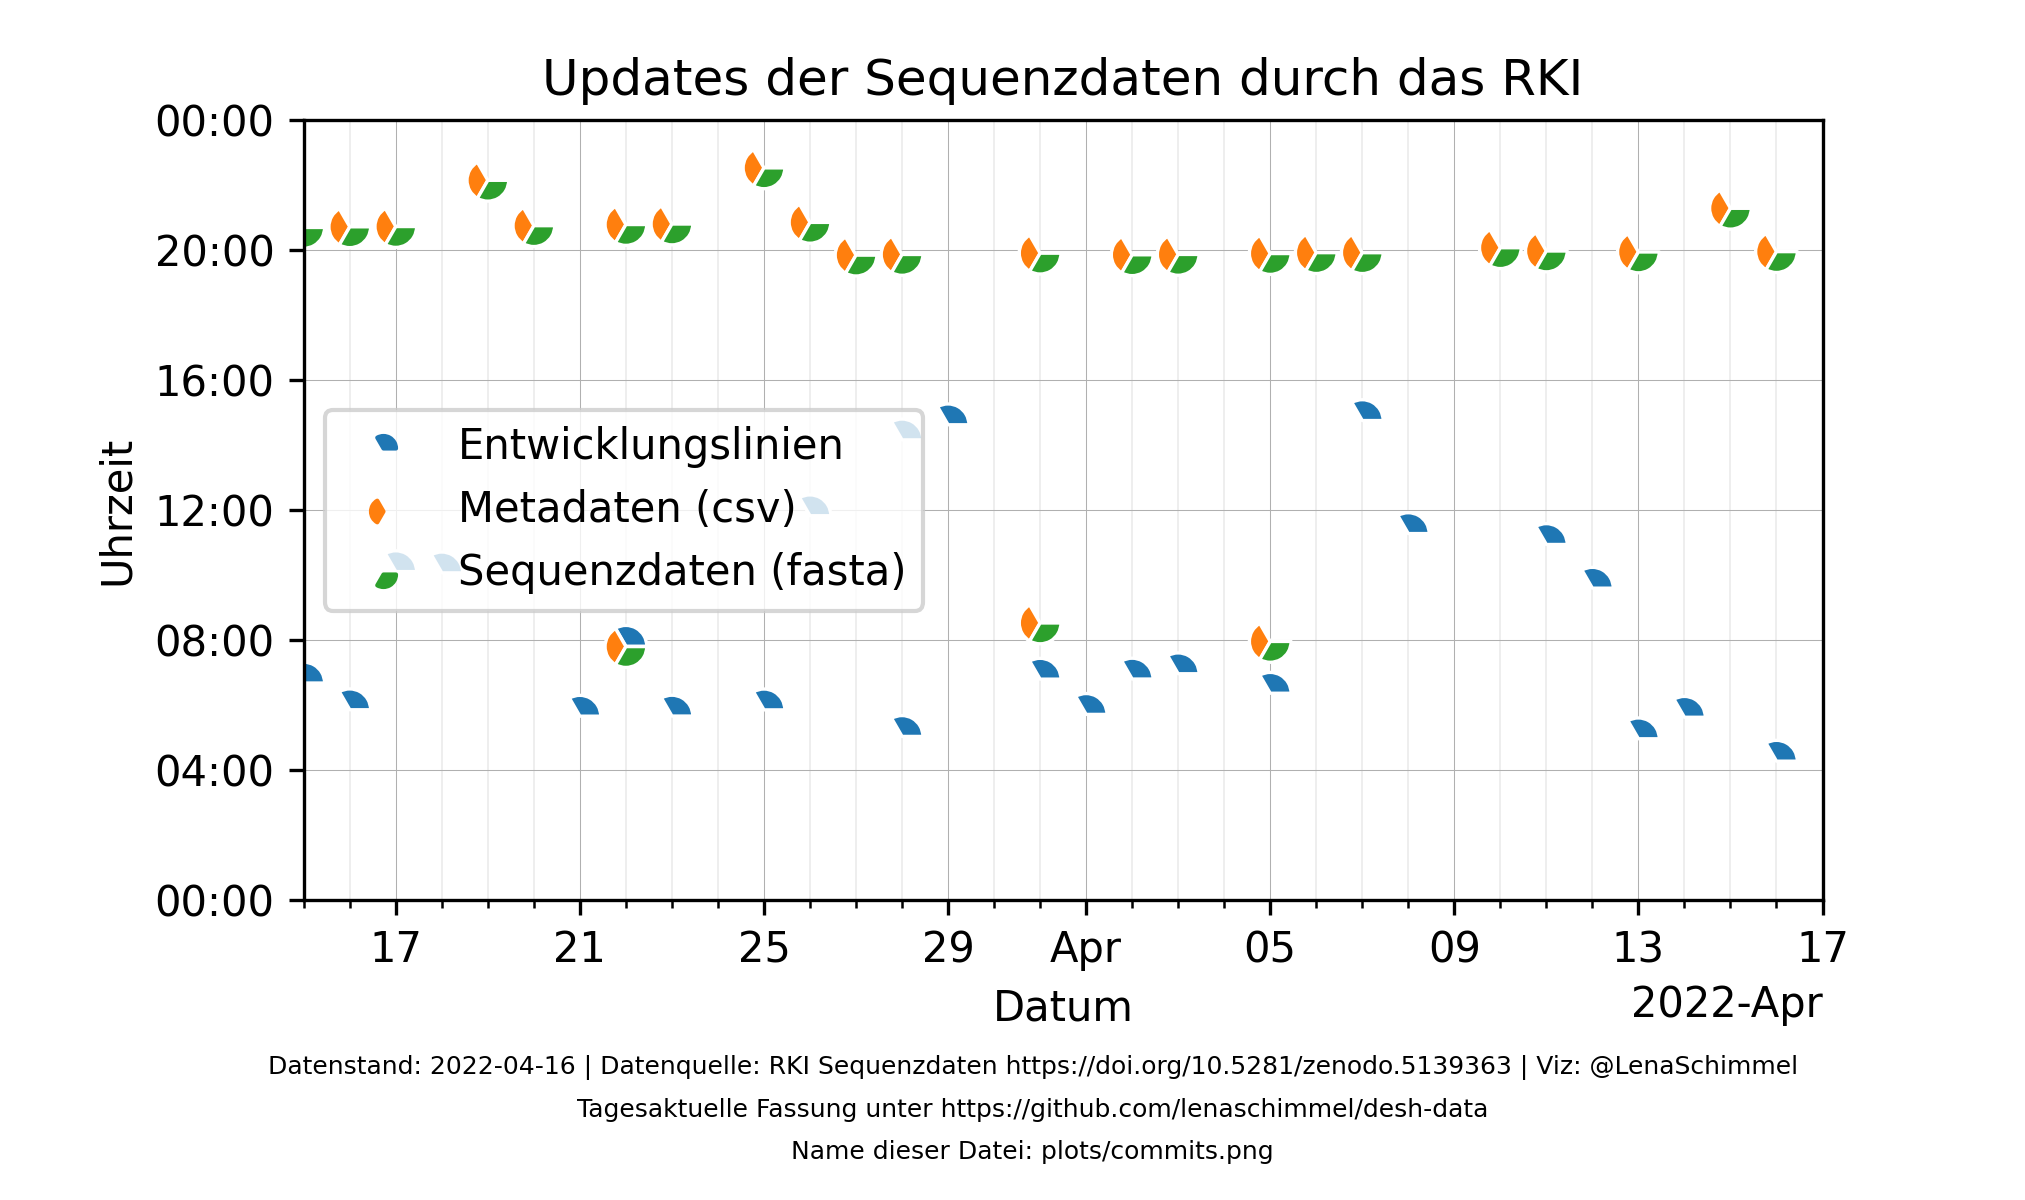 Updates der Sequenzdaten durch das RKI
00:00
20:00
16:00
12:00
08:00
04:00
00:00
Uhrzeit
Entwicklungslinien
Metadaten (csv)
Sequenzdaten (fasta)
17 21 25 29 Apr 05 09 13 17
Datum
2022-Apr
Datenstand: 2022-04-16 | Datenquelle: RKI Sequenzdaten https://doi.org/10.5281/zenodo.5139363 | Viz: @LenaSchimmel
Tagesaktuelle Fassung unter https://github.com/lenaschimmel/desh-data
Name dieser Datei: plots/commits.png